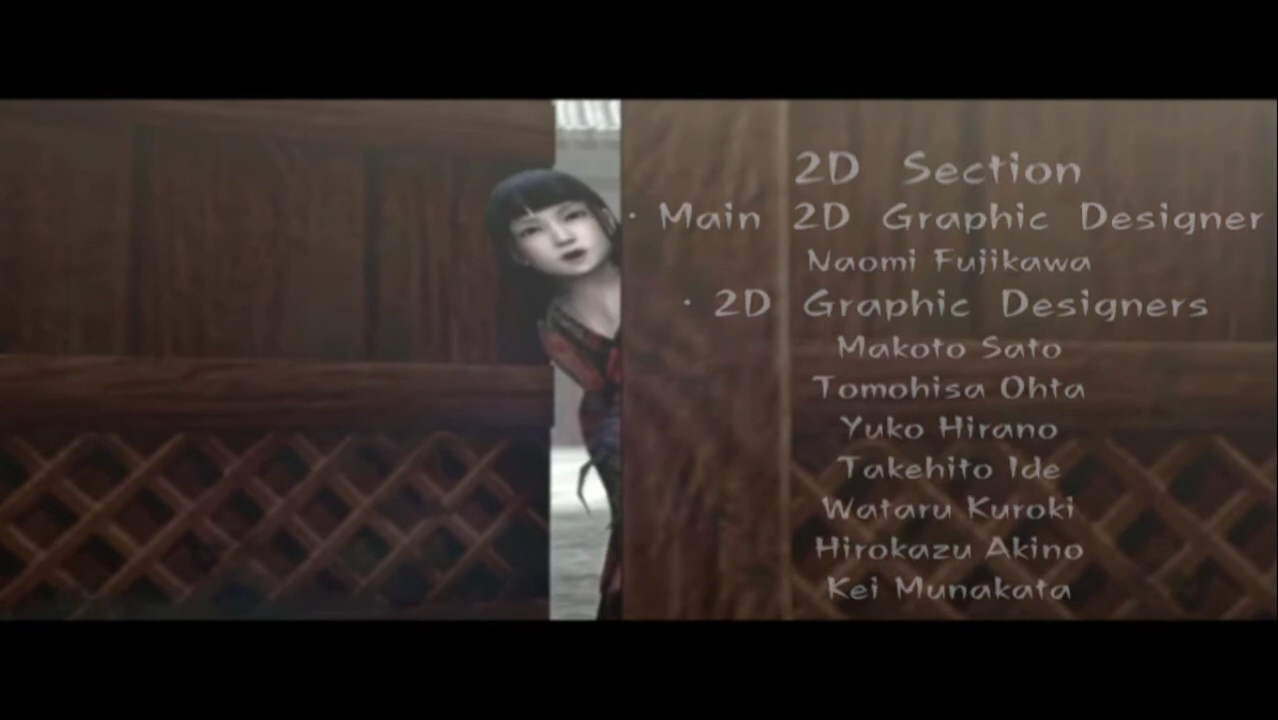 2D Section
· Main 2D Graphic Designer
Naomi Fujikawa
· 2D Graphic Designers
Makoto Sato
Tomohisa Ohta
Yuko Hirano
Takehito Ide
Wataru Kuroki
Hirokazu Akino
Kei Munakata